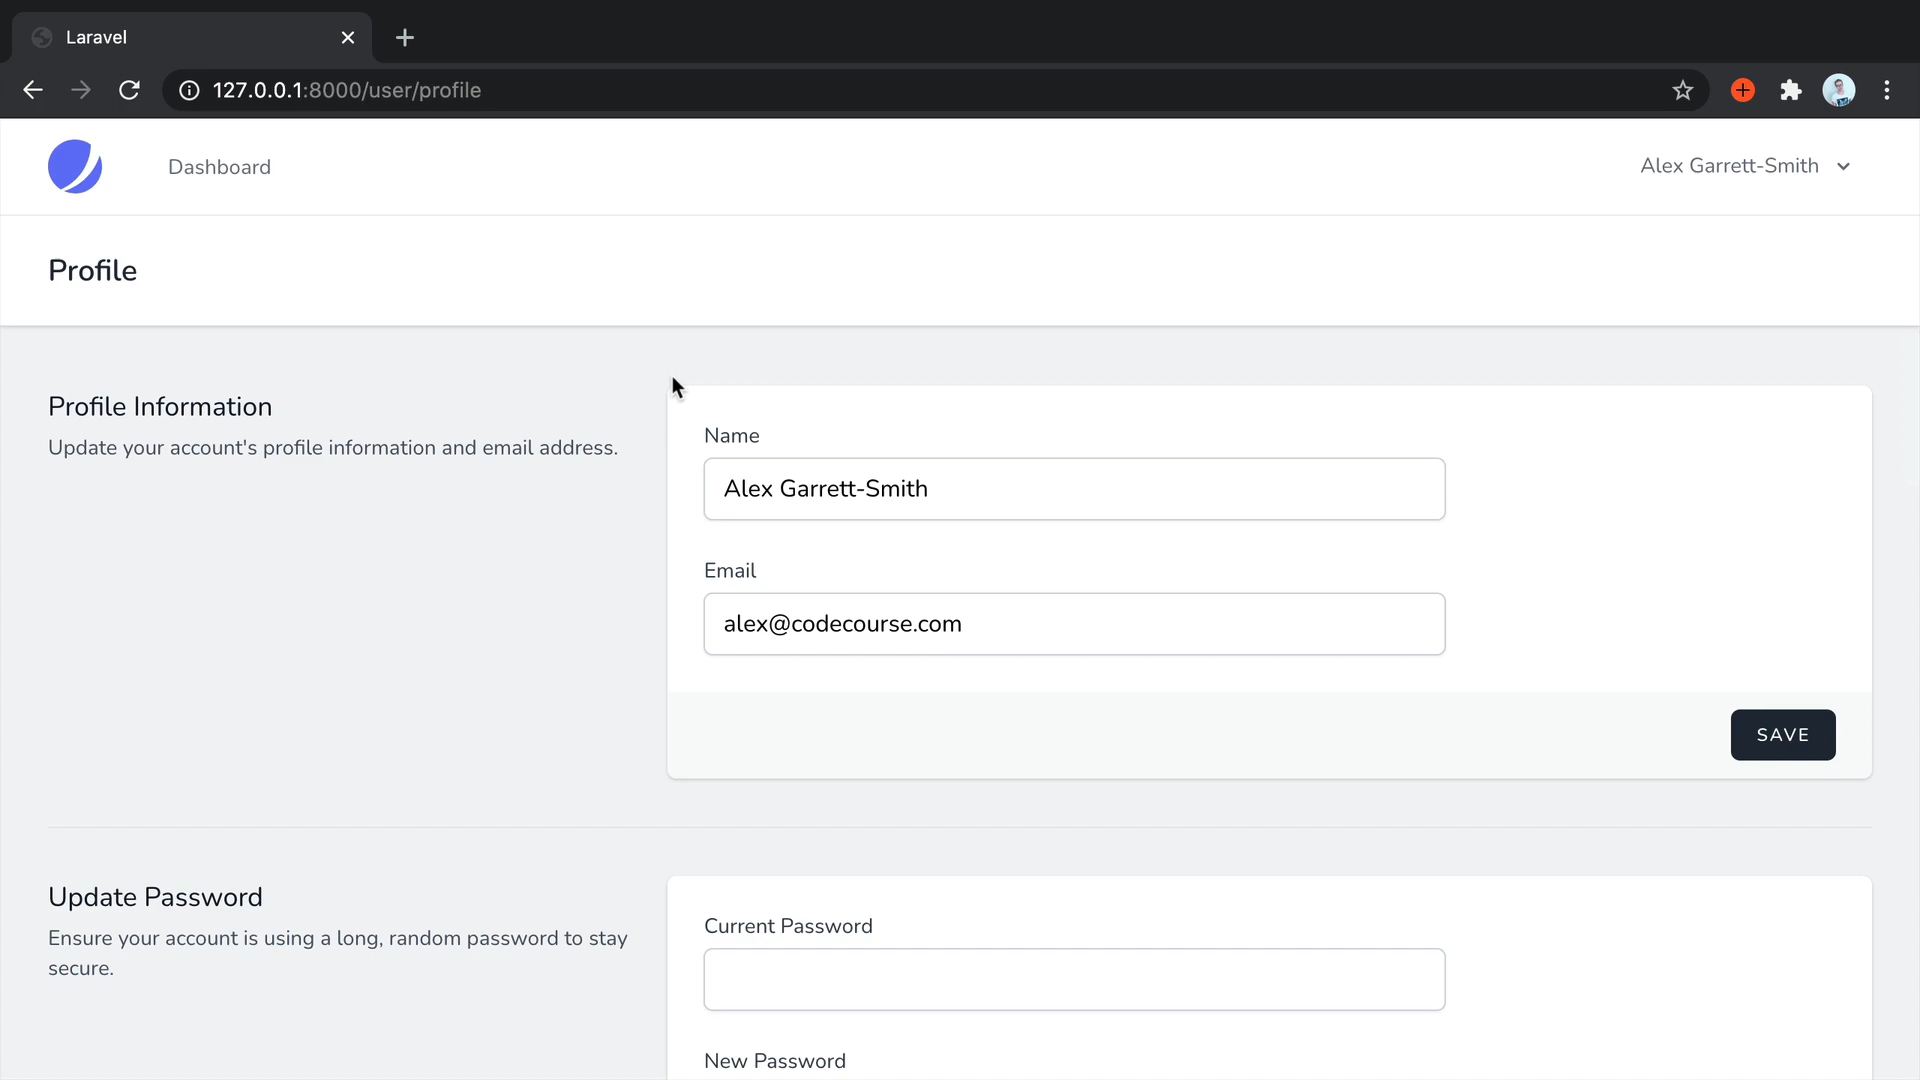 Laravel
127.0.0.1:8000/user/profile
Dashboard
Alex Garrett-Smith
Profile
Profile Information
Update your account's profile information and email address.
Name
Alex Garrett-Smith
Email
alex@codecourse.com
SAVE
Update Password
Ensure your account is using a long, random password to stay
secure.
Current Password
New Password